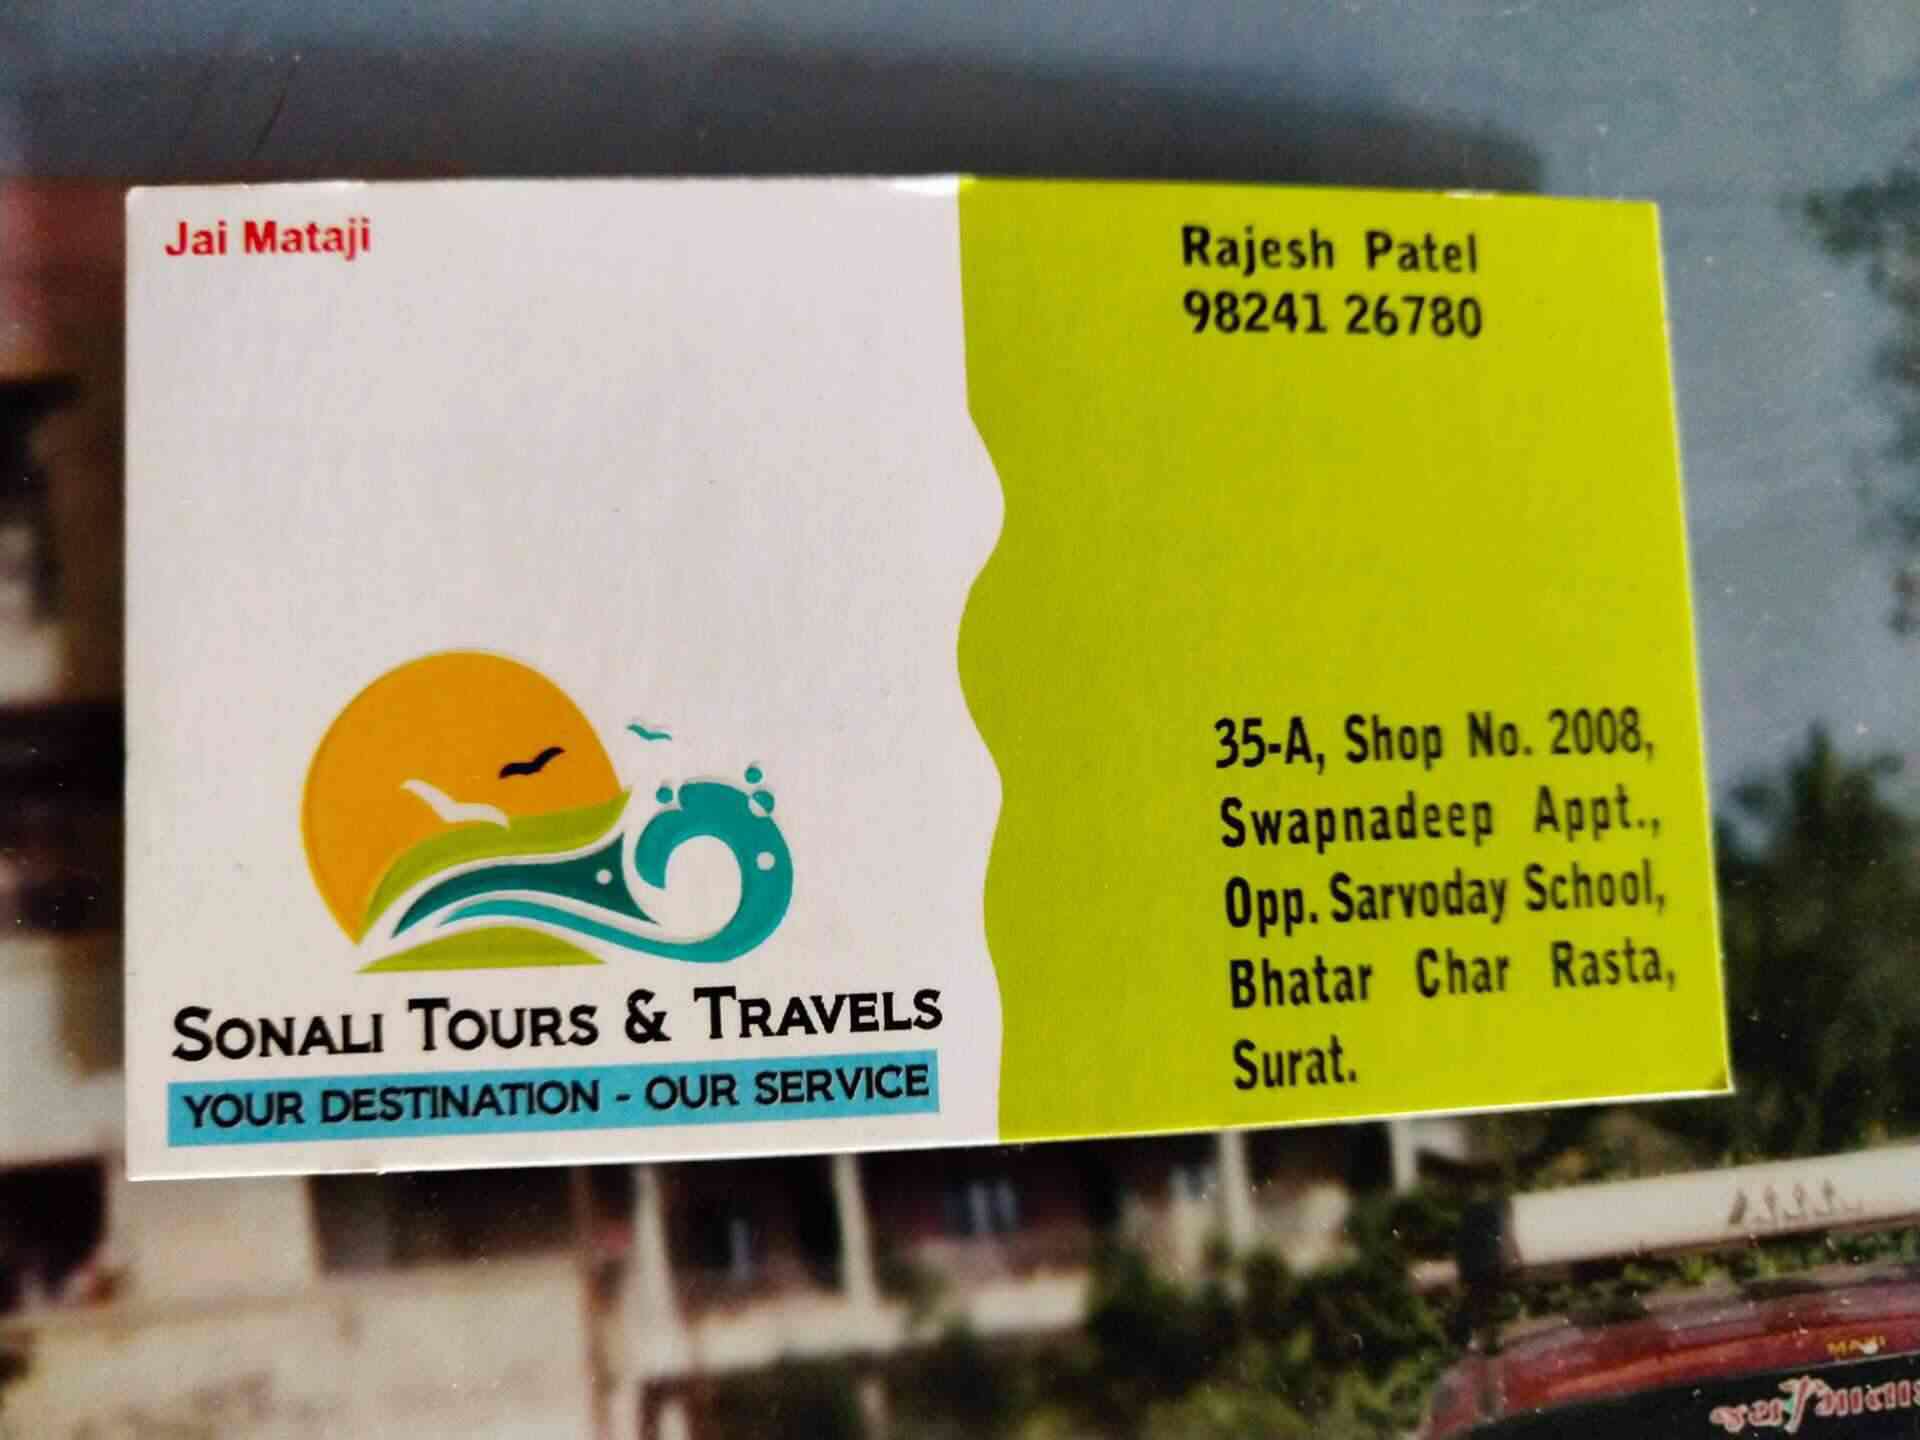 Jai Mataji
Rajesh Patel
98241 26780
SONALI TOURS & TRAVELS
YOUR DESTINATION - OUR SERVICE
35-A, Shop No. 2008,
Swapnadeep Appt.,
Opp. Sarvoday School,
Bhatar Char Rasta,
Surat.